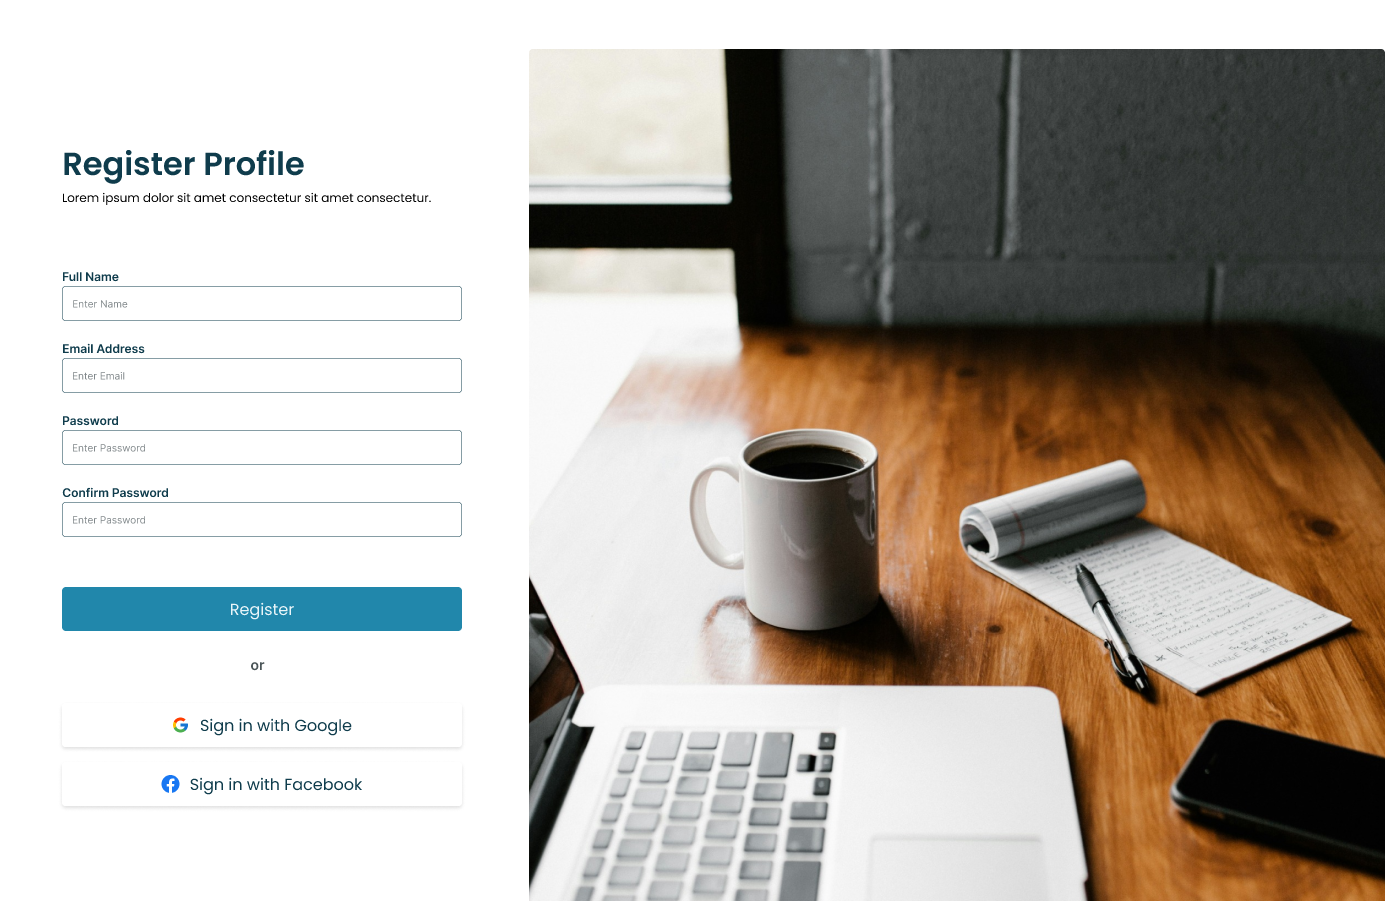 Register Profile
Lorem ipsum dolor sit amet consectetur sit amet consectetur.
Full Name
Enter Name
Email Address
Enter Email
Password
Enter Password
Confirm Password
Enter Password
Register
or
Sign in with Google
Sign in with Facebook